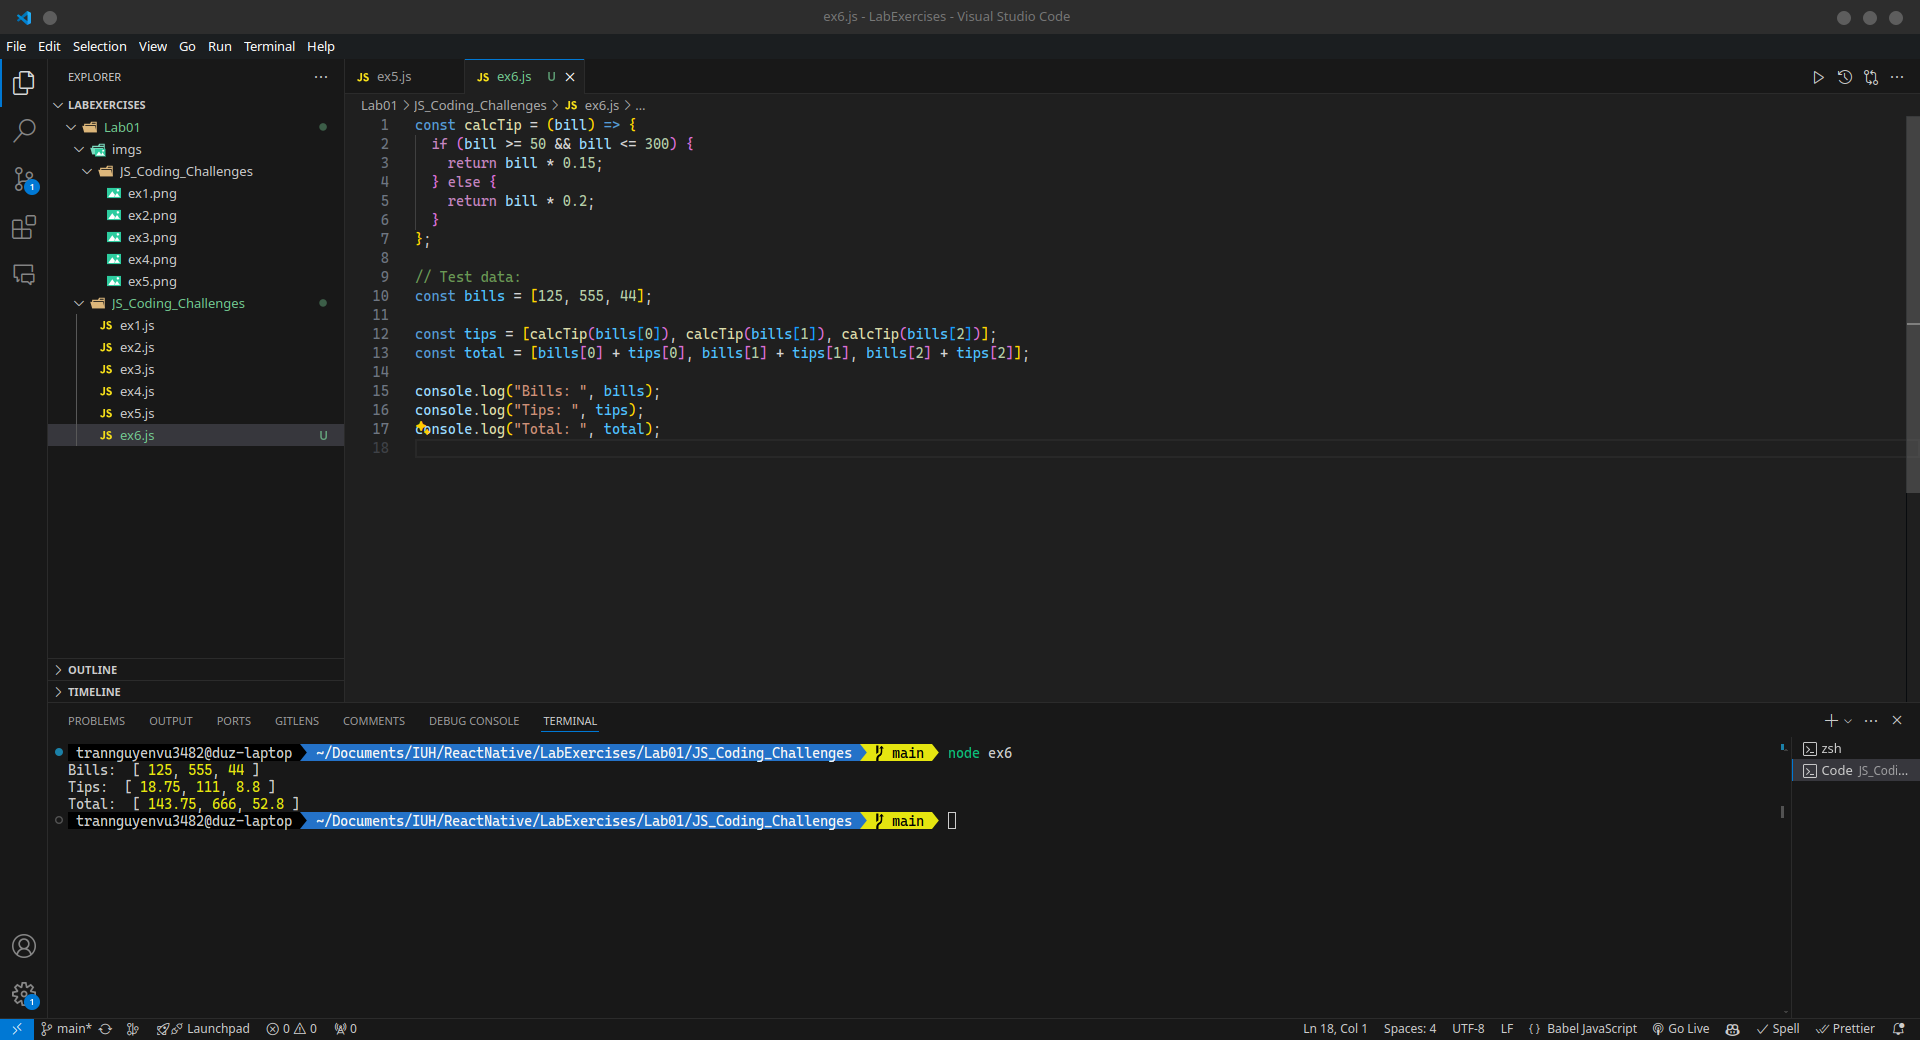 ex6.js - LabExercises - Visual Studio Code
File Edit Selection View Go Run Terminal Help
EXPLORER
LABEXERCISES
Lab01
imgs
JS_Coding_Challenges
ex1.png
ex2.png
ex3.png
ex4.png
ex5.png
JS_Coding_Challenges
JS ex1.js
JS ex2.js
JS ex3.js
JS ex4.js
JS ex5.js
JS ex6.js U
OUTLINE
TIMELINE
JS ex5.js JS ex6.js U
Lab01 > JS_Coding_Challenges > JS ex6.js > ...
1 const calcTip = (bill) => {
2 if (bill >= 50 && bill <= 300) {
3 return bill * 0.15;
4 } else {
5 return bill * 0.2;
6 }
7 };
8
9 // Test data:
10 const bills = [125, 555, 44];
11
12 const tips = [calcTip(bills[0]), calcTip(bills[1]), calcTip(bills[2])];
13 const total = [bills[0] + tips[0], bills[1] + tips[1], bills[2] + tips[2]];
14
15 console.log("Bills: ", bills);
16 console.log("Tips: ", tips);
17 console.log("Total: ", total);
18
PROBLEMS OUTPUT PORTS GITLENS COMMENTS DEBUG CONSOLE TERMINAL
trannguyenvu3482@duz-laptop ~/Documents/IUH/ReactNative/LabExercises/Lab01/JS_Coding_Challenges main node ex6
Bills:  [ 125, 555, 44 ]
Tips:  [ 18.75, 111, 8.8 ]
Total:  [ 143.75, 666, 52.8 ]
trannguyenvu3482@duz-laptop ~/Documents/IUH/ReactNative/LabExercises/Lab01/JS_Coding_Challenges main
zsh
Code JS_Codi...
1
1
main* Launchpad 0 0 0 Ln 18, Col 1 Spaces: 4 UTF-8 LF {} Babel JavaScript Go Live Spell Prettier